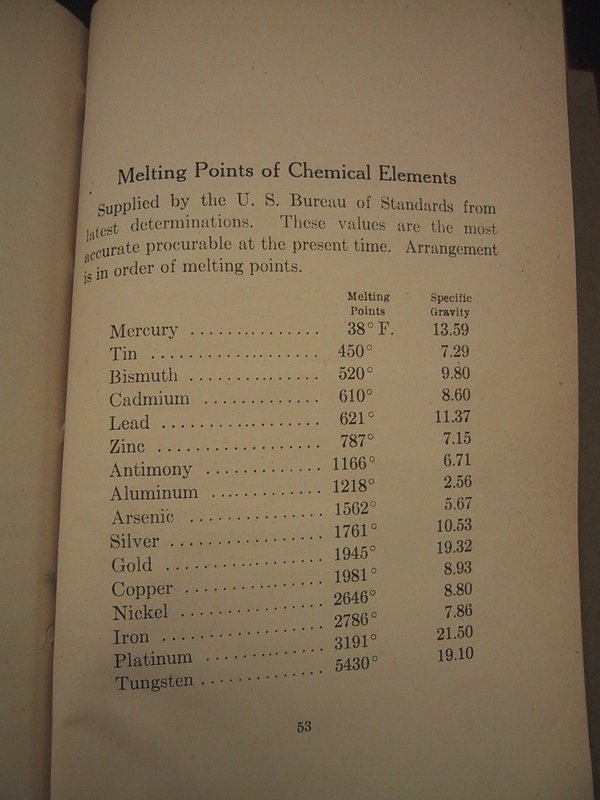 Melting Points of Chemical Elements
Supplied by the U. S. Bureau of Standards from
latest determinations. These values are the most
accurate procurable at the present time. Arrangement
is in order of melting points.
Melting Specific
Points Gravity
Mercury .............. 38° F. 13.59
Tin .................. 450° 7.29
Bismuth .............. 520° 9.80
Cadmium ............. 610° 8.60
Lead .................. 621° 11.37
Zinc .................. 787° 7.15
Antimony ............. 1166° 6.71
Aluminum ............ 1218° 2.56
Arsenic .............. 1562° 5.67
Silver ................ 1761° 10.53
Gold ................. 1945° 19.32
Copper ............... 1981° 8.93
Nickel ............... 2646° 8.80
Iron ................. 2786° 7.86
Platinum ............. 3191° 21.50
Tungsten ............. 5430° 19.10
53